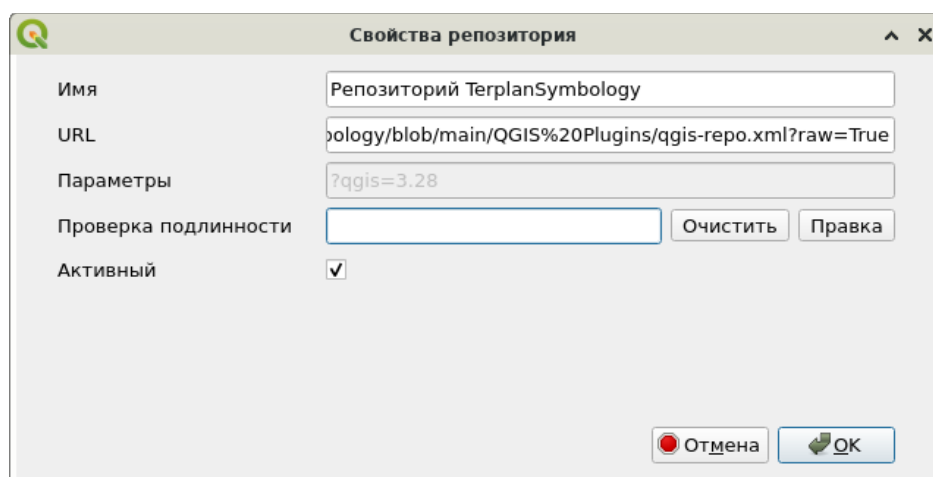 Свойства репозитория
Имя
Репозиторий TerplanSymbology
URL
ology/blob/main/QGIS%20Plugins/qgis-repo.xml?raw=True
Параметры
?qgis=3.28
Проверка подлинности
Очистить
Правка
Активный
Отмена
OK